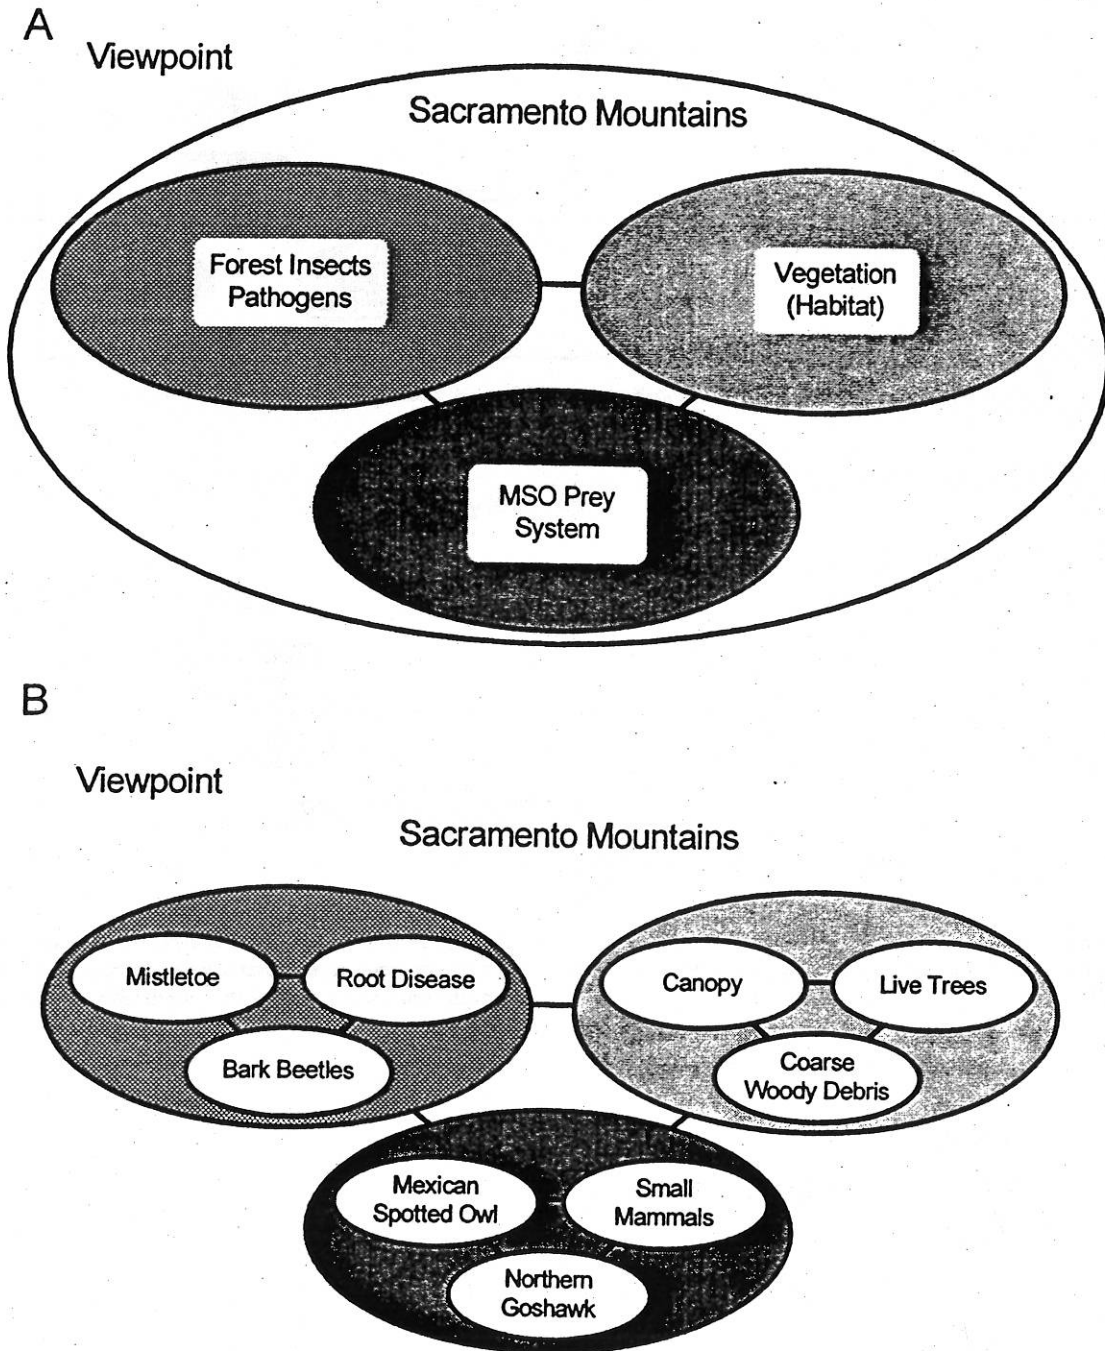 A
Viewpoint
Sacramento Mountains
Forest Insects
Pathogens
Vegetation
(Habitat)
MSO Prey
System
B
Viewpoint
Sacramento Mountains
Mistletoe
Root Disease
Bark Beetles
Canopy
Live Trees
Coarse
Woody Debris
Mexican
Spotted Owl
Small
Mammals
Northern
Goshawk